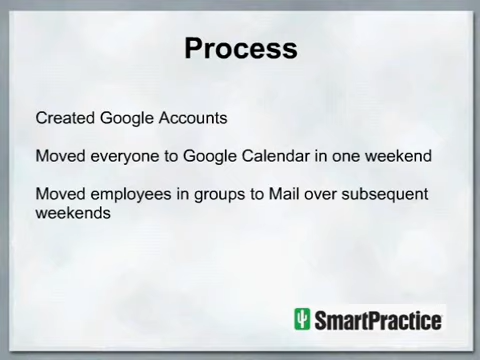 Process
Created Google Accounts
Moved everyone to Google Calendar in one weekend
Moved employees in groups to Mail over subsequent
weekends
SmartPractice